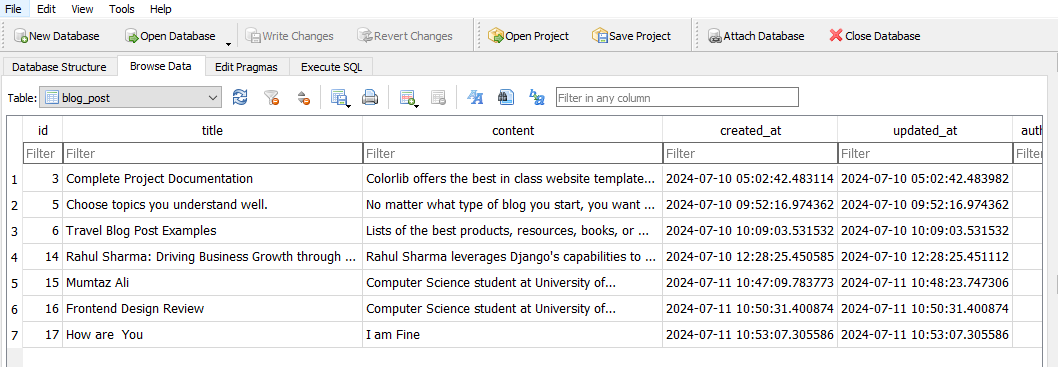 File Edit View Tools Help
New Database Open Database Write Changes Revert Changes Open Project Save Project Attach Database Close Database
Database Structure Browse Data Edit Pragmas Execute SQL
Table: blog_post Filter in any column
id title content created_at updated_at auth
Filter Filter Filter Filter Filter Filter
1 3 Complete Project Documentation Colorlib offers the best in class website template... 2024-07-10 05:02:42.483114 2024-07-10 05:02:42.483982
2 5 Choose topics you understand well. No matter what type of blog you start, you want ... 2024-07-10 09:52:16.974362 2024-07-10 09:52:16.974362
3 6 Travel Blog Post Examples Lists of the best products, resources, books, or ... 2024-07-10 10:09:03.531532 2024-07-10 10:09:03.531532
4 14 Rahul Sharma: Driving Business Growth through ... Rahul Sharma leverages Django's capabilities to ... 2024-07-10 12:28:25.450585 2024-07-10 12:28:25.451112
5 15 Mumtaz Ali Computer Science student at University of... 2024-07-11 10:47:09.783773 2024-07-11 10:48:23.747306
6 16 Frontend Design Review Computer Science student at University of... 2024-07-11 10:50:31.400874 2024-07-11 10:50:31.400874
7 17 How are  You I am Fine 2024-07-11 10:53:07.305586 2024-07-11 10:53:07.305586